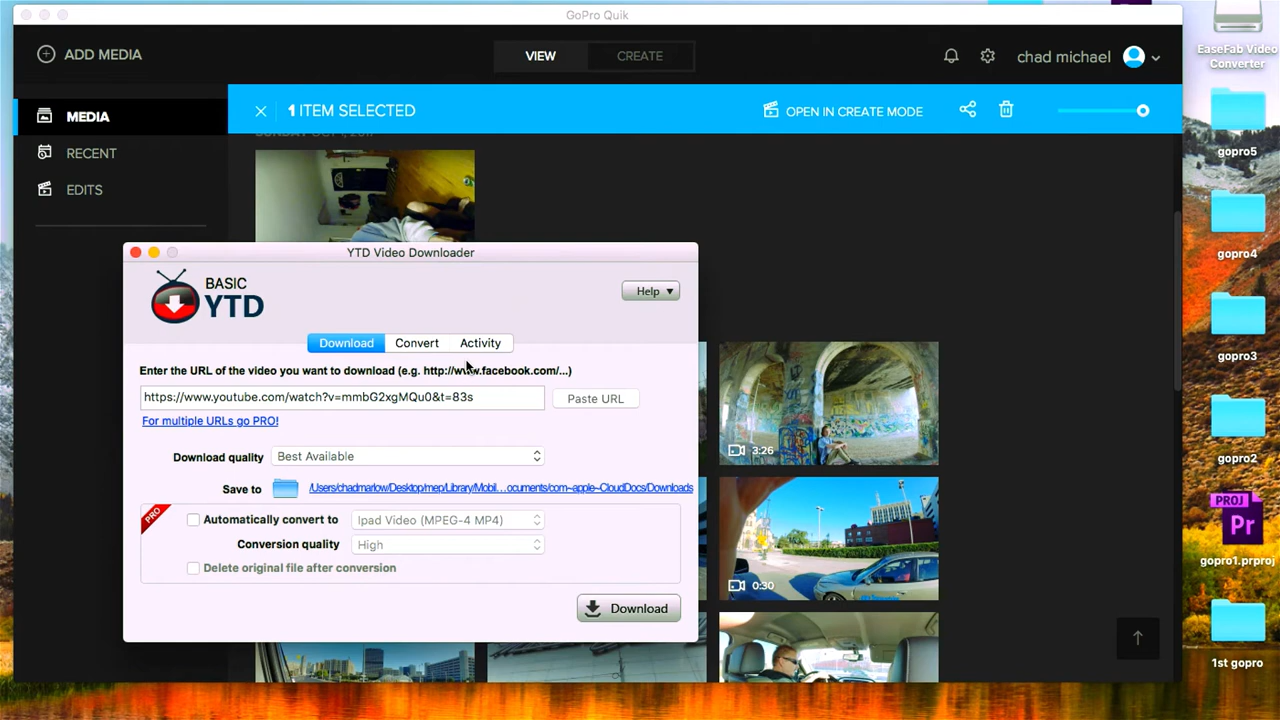 GoPro Quik
ADD MEDIA
VIEW
CREATE
chad michael
EaseFab Video
Converter
MEDIA
RECENT
EDITS
1 ITEM SELECTED
OPEN IN CREATE MODE
gopro5
gopro4
gopro3
gopro2
PROJ
Pr
gopro1.prproj
1st gopro
YTD Video Downloader
BASIC
YTD
Help
Download
Convert
Activity
Enter the URL of the video you want to download (e.g. http://www.facebook.com/...)
https://www.youtube.com/watch?v=mmbG2xgMQu0&t=83s
Paste URL
For multiple URLs go PRO!
Download quality
Best Available
Save to
/Users/chadmarlow/Desktop/mep/Library/Mobil...ocuments/com~apple~CloudDocs/Downloads
PRO
Automatically convert to
Ipad Video (MPEG-4 MP4)
Conversion quality
High
Delete original file after conversion
Download
3:26
0:30